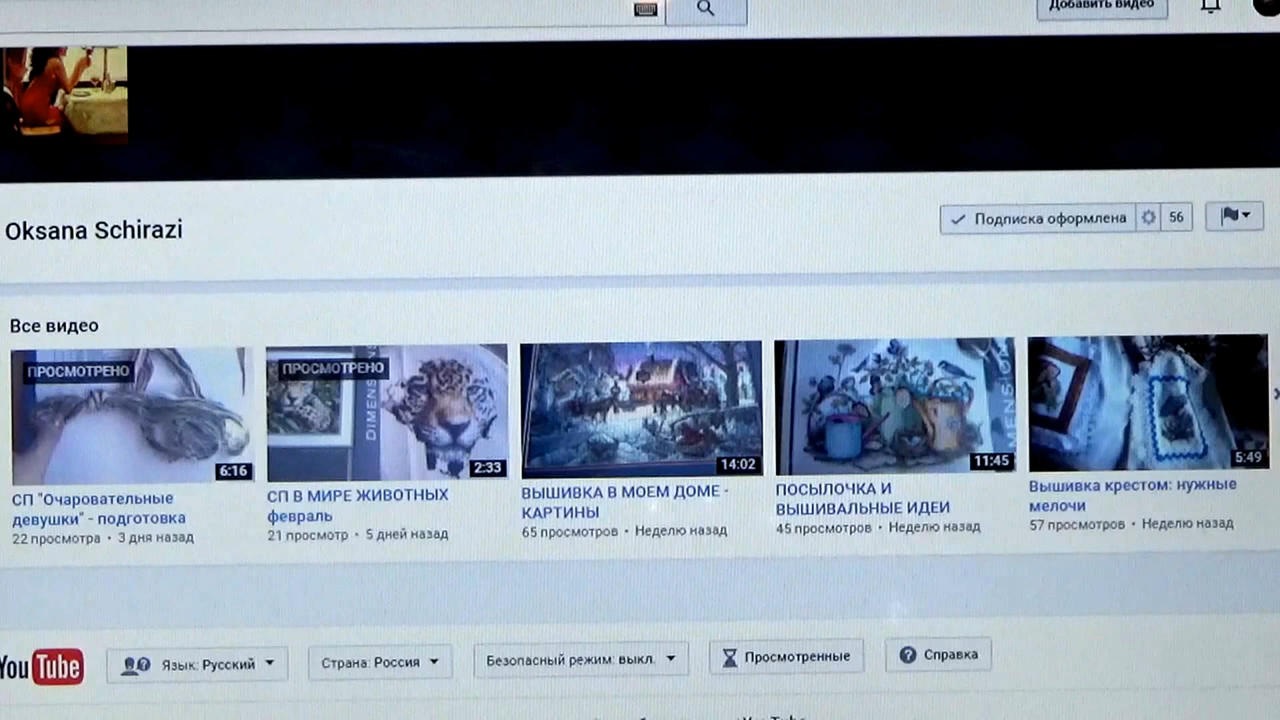 Добавить видео
Oksana Schirazi
Подписка оформлена 56
Все видео
ПРОСМОТРЕНО
6:16
СП "Очаровательные
девушки" - подготовка
22 просмотра • 3 дня назад
ПРОСМОТРЕНО
DIMENS
2:33
СП В МИРЕ ЖИВОТНЫХ
февраль
21 просмотр • 5 дней назад
14:02
ВЫШИВКА В МОЕМ ДОМЕ -
КАРТИНЫ
65 просмотров • Неделю назад
MENSIO
11:45
ПОСЫЛОЧКА И
ВЫШИВАЛЬНЫЕ ИДЕИ
45 просмотров • Неделю назад
5:49
Вышивка крестом: нужные
мелочи
57 просмотров • Неделю назад
YouTube
Язык: Русский
Страна: Россия
Безопасный режим: выкл.
Просмотренные
Справка